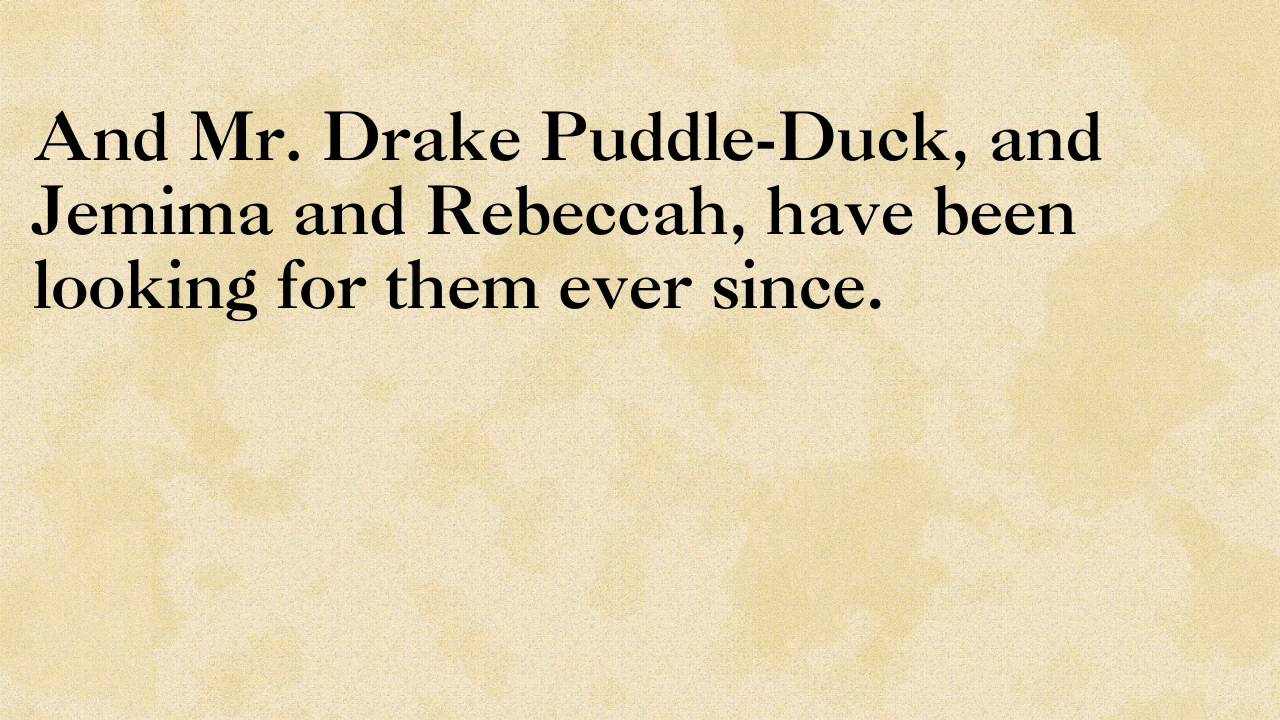 And Mr. Drake Puddle-Duck, and
Jemima and Rebeccah, have been
looking for them ever since.